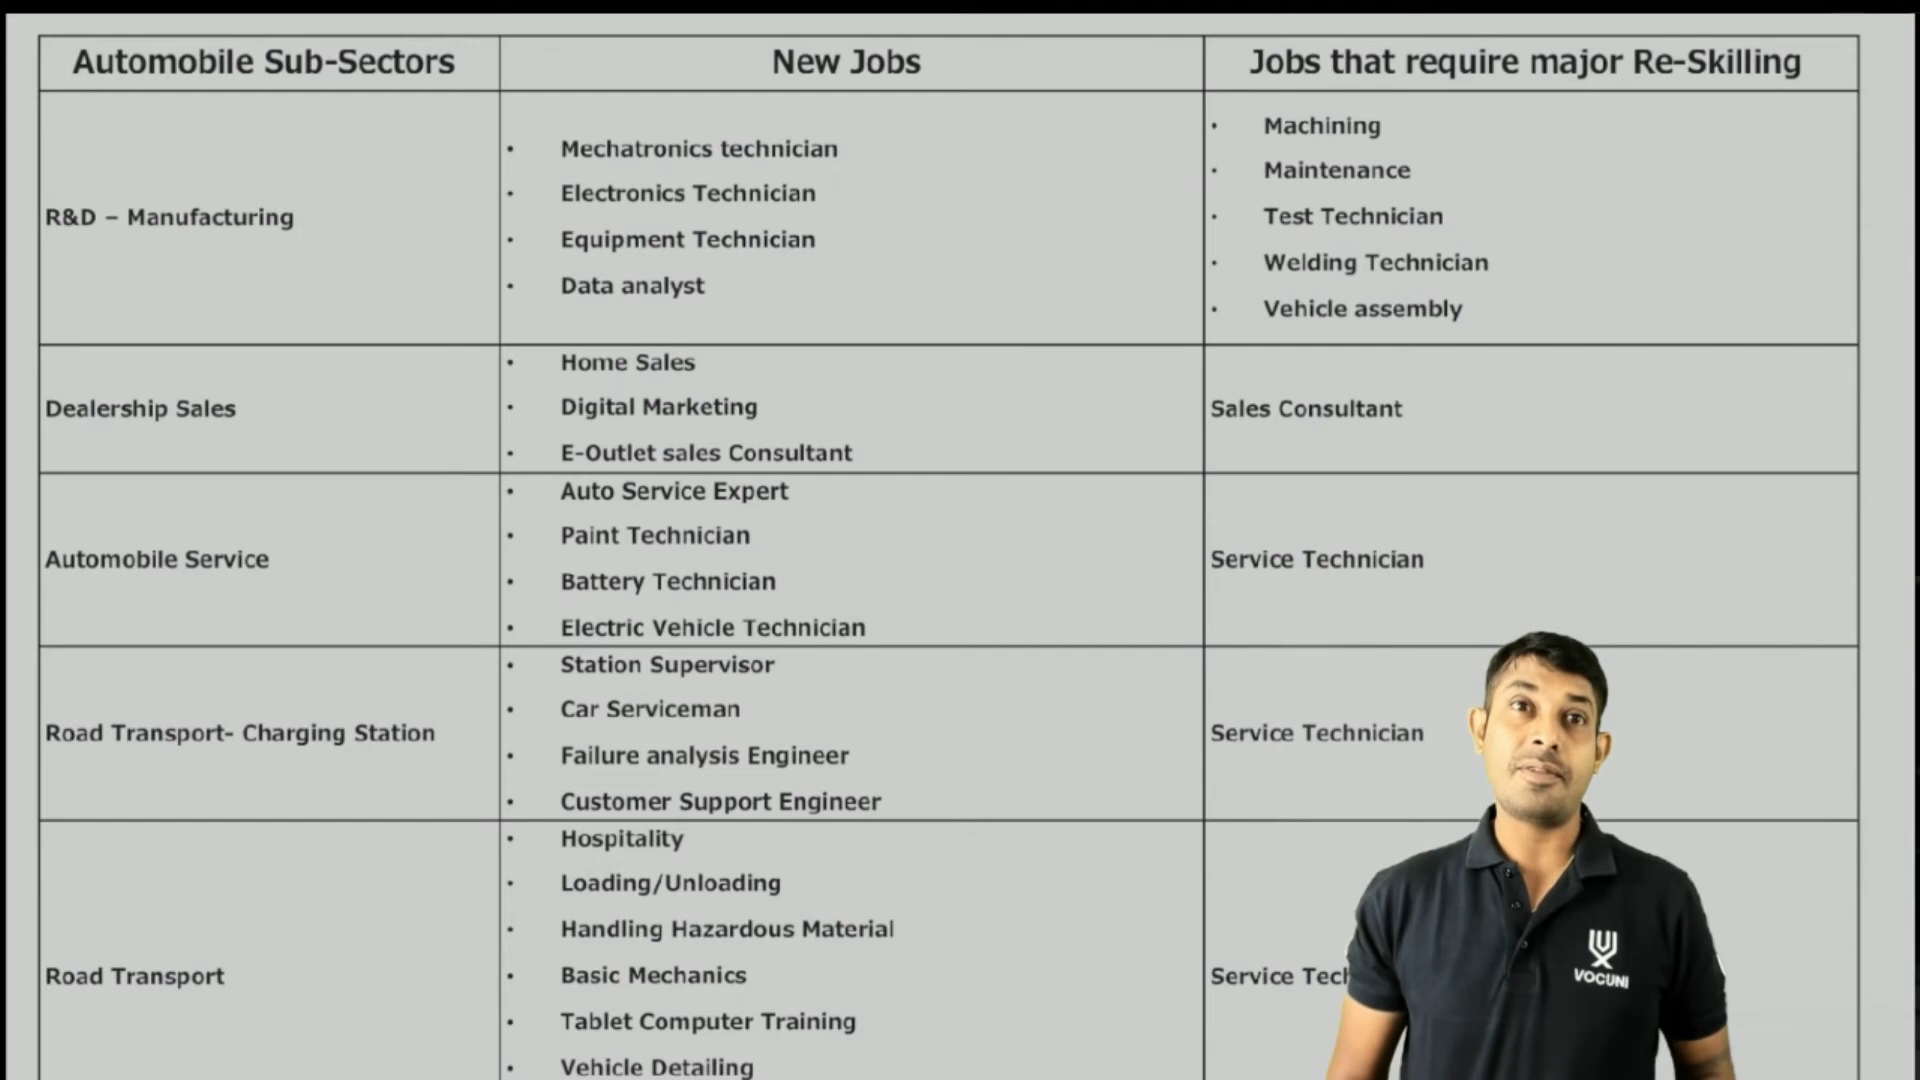 Automobile Sub-Sectors
New Jobs
Jobs that require major Re-Skilling
R&D – Manufacturing
• Mechatronics technician
• Electronics Technician
• Equipment Technician
• Data analyst
• Machining
• Maintenance
• Test Technician
• Welding Technician
• Vehicle assembly
Dealership Sales
• Home Sales
• Digital Marketing
• E-Outlet sales Consultant
Sales Consultant
Automobile Service
• Auto Service Expert
• Paint Technician
• Battery Technician
• Electric Vehicle Technician
Service Technician
Road Transport- Charging Station
• Station Supervisor
• Car Serviceman
• Failure analysis Engineer
• Customer Support Engineer
Service Technician
Road Transport
• Hospitality
• Loading/Unloading
• Handling Hazardous Material
• Basic Mechanics
• Tablet Computer Training
• Vehicle Detailing
Service
VOCUNI